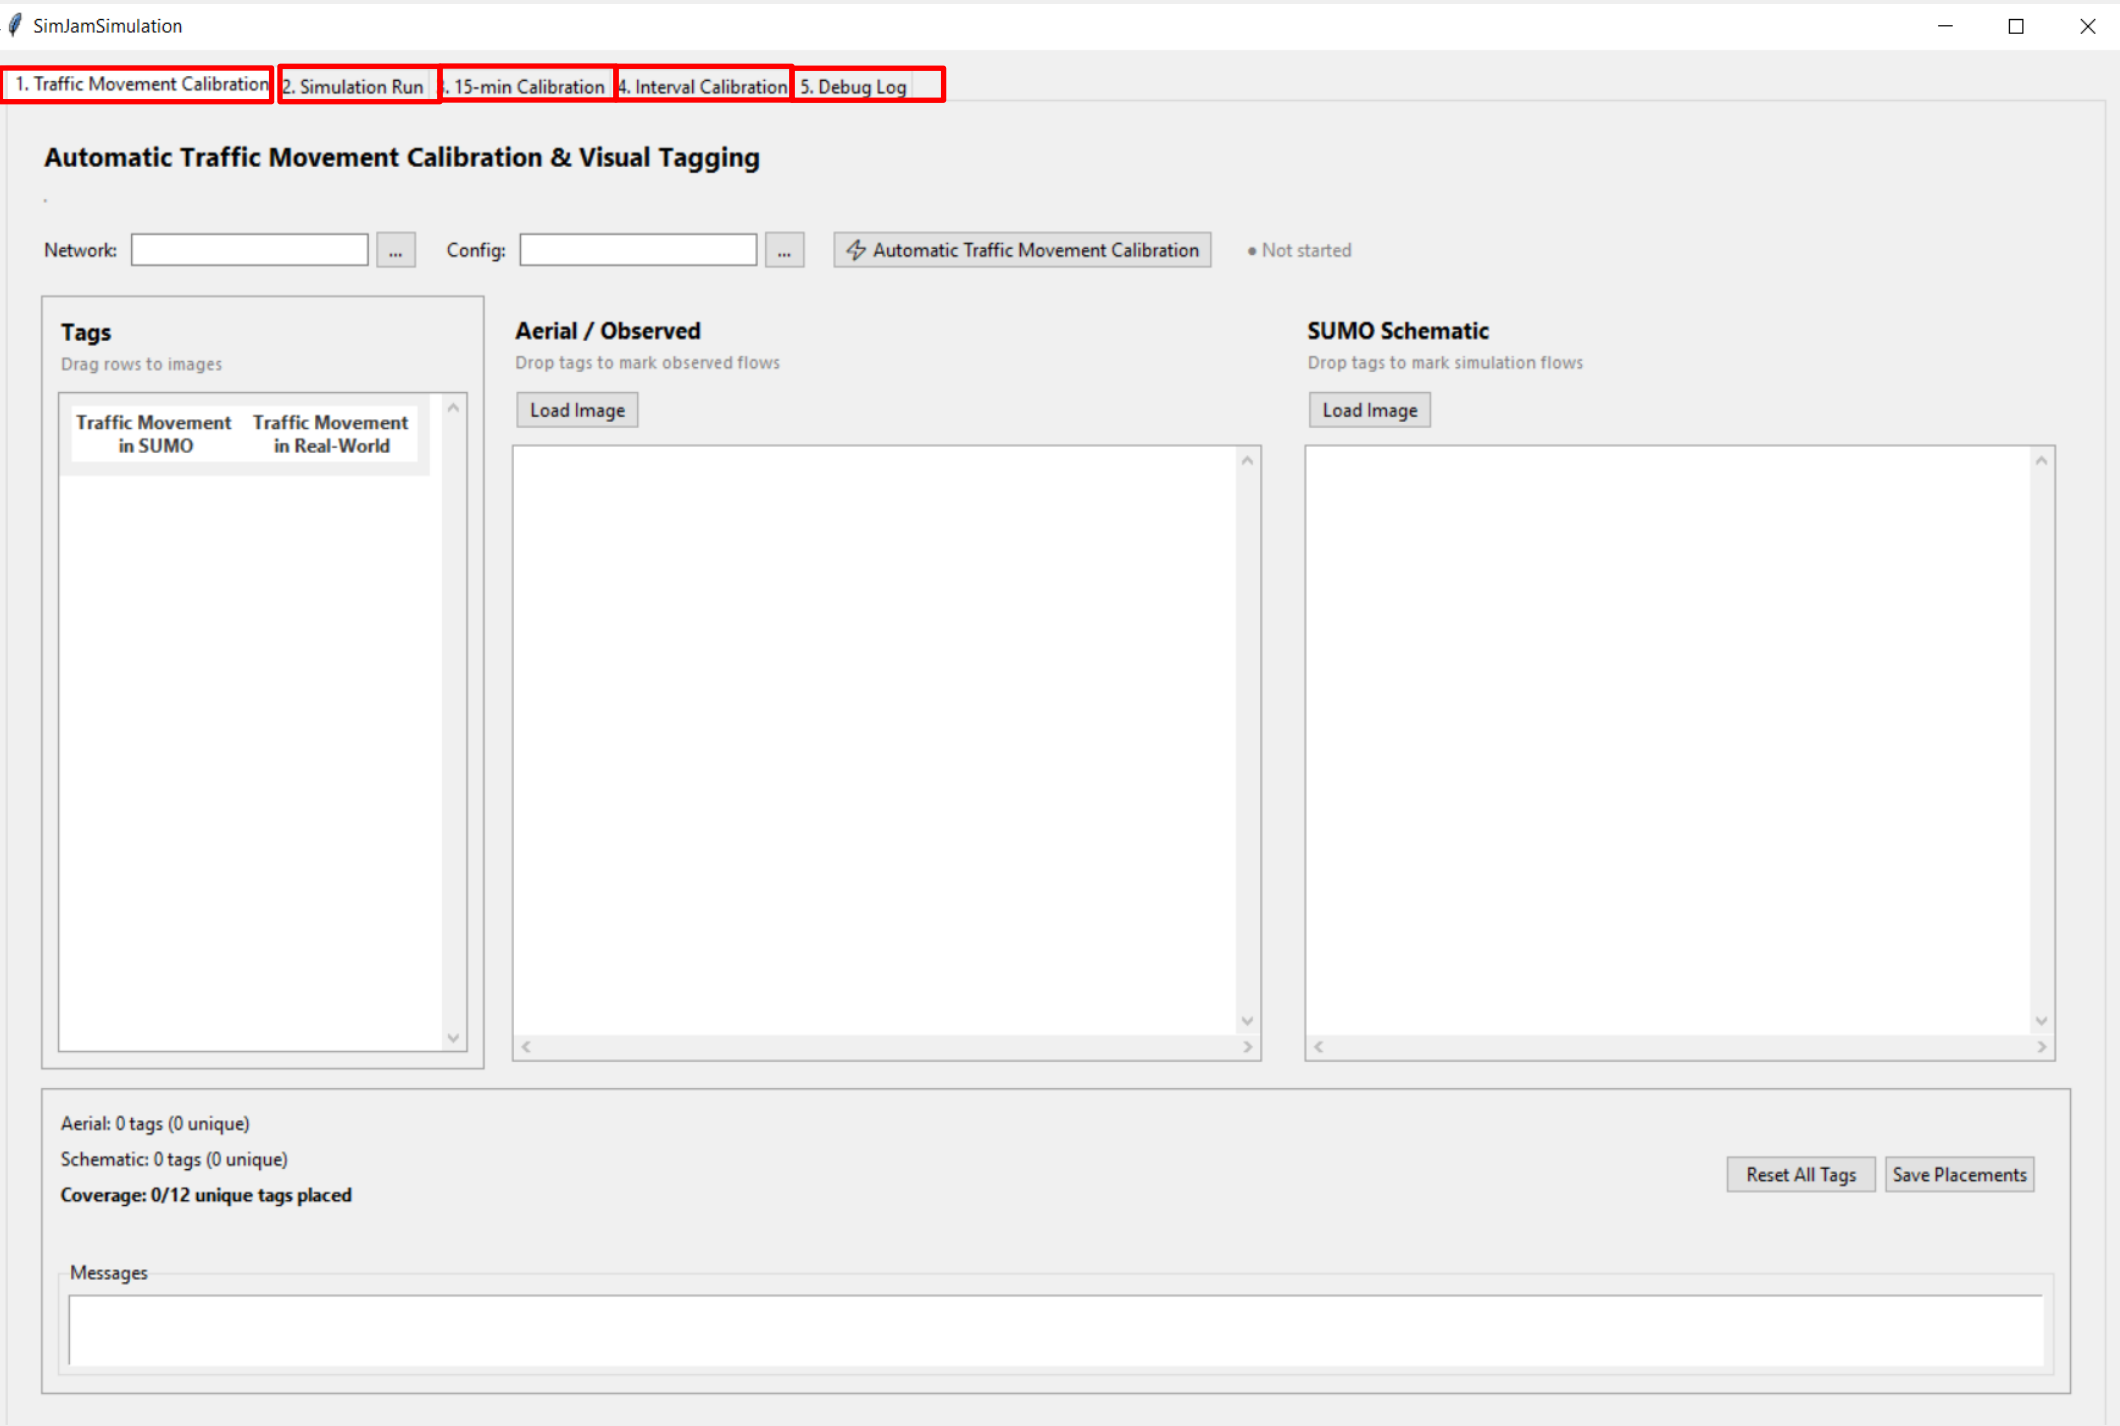 SimJamSimulation
1. Traffic Movement Calibration 2. Simulation Run 3. 15-min Calibration 4. Interval Calibration 5. Debug Log
Automatic Traffic Movement Calibration & Visual Tagging
.
Network: ... Config: ... Automatic Traffic Movement Calibration ● Not started
Tags
Drag rows to images
Traffic Movement in SUMO
Traffic Movement in Real-World
Aerial / Observed
Drop tags to mark observed flows
Load Image
SUMO Schematic
Drop tags to mark simulation flows
Load Image
Aerial: 0 tags (0 unique)
Schematic: 0 tags (0 unique)
Coverage: 0/12 unique tags placed
Reset All Tags Save Placements
Messages